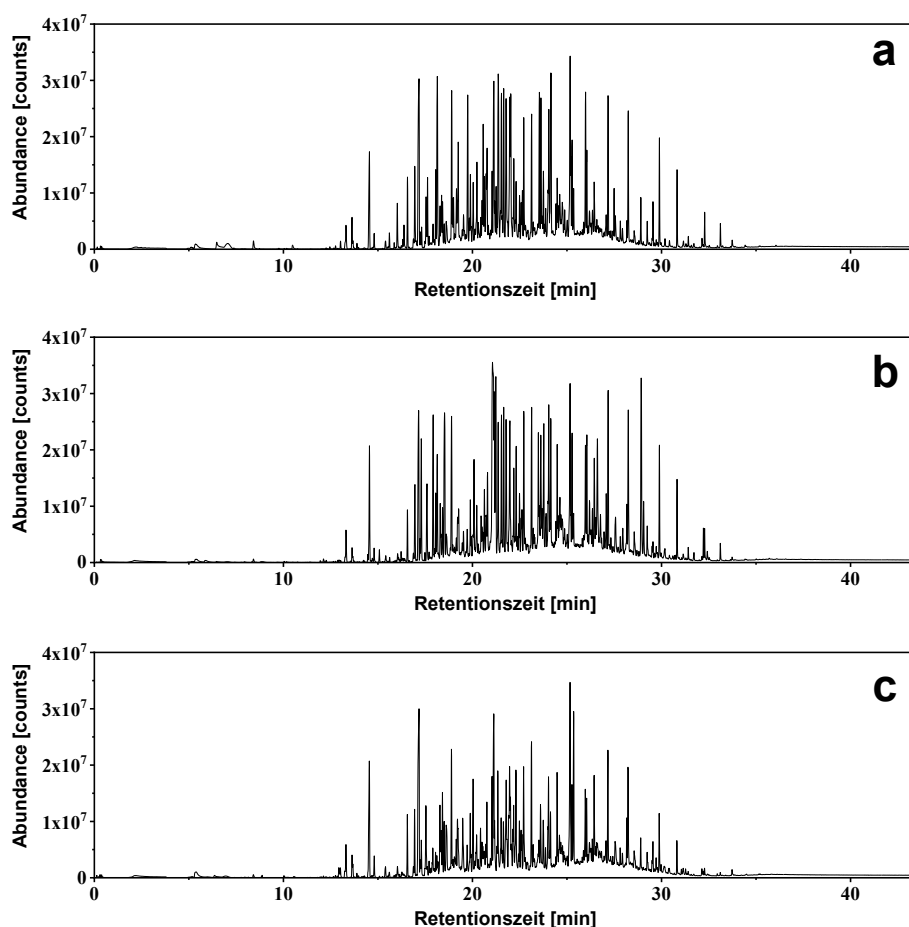 4x10⁷
3x10⁷
2x10⁷
1x10⁷
0
Abundance [counts]
a
0 10 20 30 40
Retentionszeit [min]
4x10⁷
3x10⁷
2x10⁷
1x10⁷
0
Abundance [counts]
b
0 10 20 30 40
Retentionszeit [min]
4x10⁷
3x10⁷
2x10⁷
1x10⁷
0
Abundance [counts]
c
0 10 20 30 40
Retentionszeit [min]